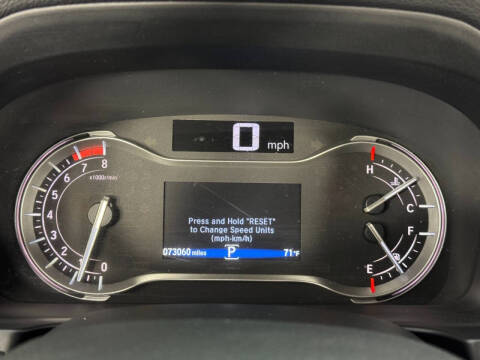 0 mph
8
7
6
5
4
3
2
1
0
x1000r/min
H
C
F
E
Press and Hold "RESET"
to Change Speed Units
(mph-km/h)
073060 miles P 71°F